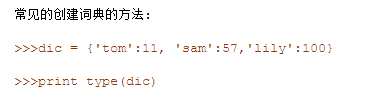 常见的创建词典的方法:
>>>dic = {'tom':11, 'sam':57,'lily':100}
>>>print type(dic)